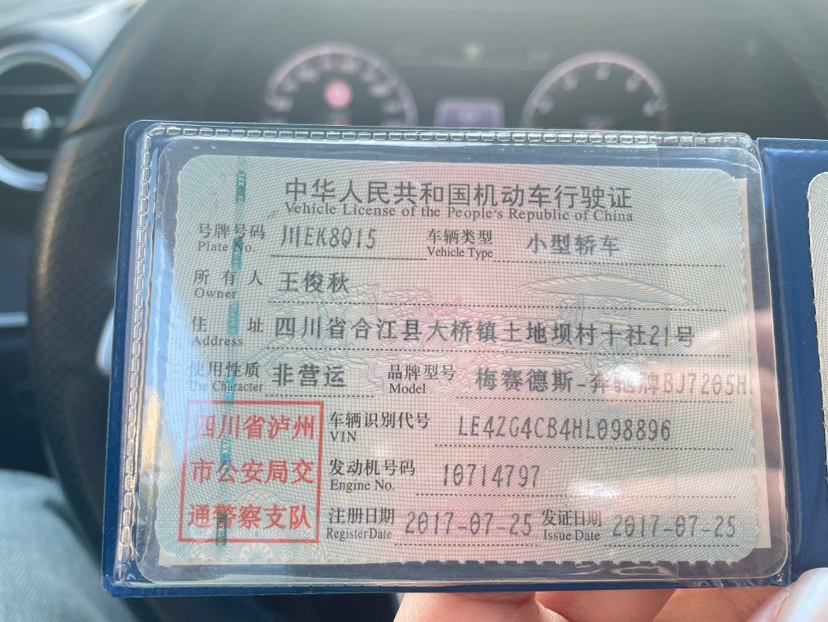 中华人民共和国机动车行驶证
Vehicle License of the People's Republic of China
号牌号码 Plate No. 川EK8Q15 车辆类型 Vehicle Type 小型轿车
所有人 Owner 王俊秋
住址 Address 四川省合江县大桥镇土地坝村十社21号
使用性质 Use Character 非营运 品牌型号 Model 梅赛德斯-奔驰牌BJ7205H
四川省泸州
市公安局交
通警察支队
车辆识别代号 VIN LE4ZG4CB4HL098896
发动机号码 Engine No. 10714797
注册日期 Register Date 2017-07-25 发证日期 Issue Date 2017-07-25